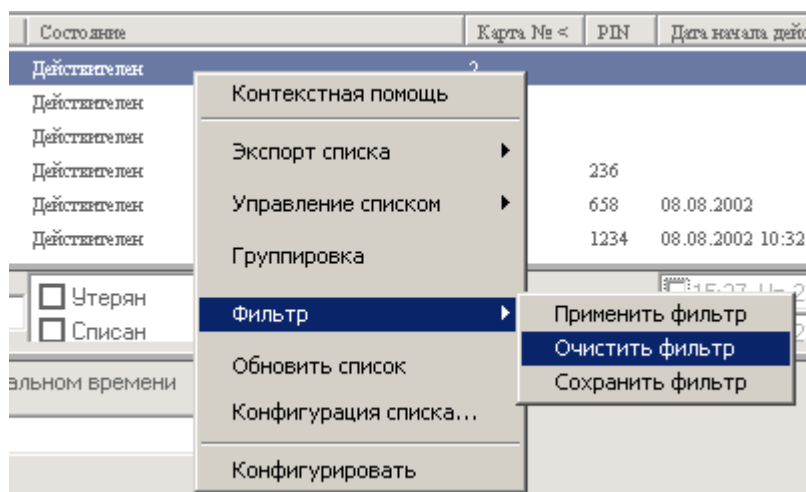 Состояние Карта № < PIN Дата начала дейс
Действителен 2
Действителен
Действителен
Действителен 236
Действителен 658 08.08.2002
Действителен 1234 08.08.2002 10:32
Контекстная помощь
Экспорт списка
Управление списком
Группировка
Фильтр
Обновить список
Конфигурация списка...
Конфигурировать
Применить фильтр
Очистить фильтр
Сохранить фильтр
Утерян
Списан
альном времени